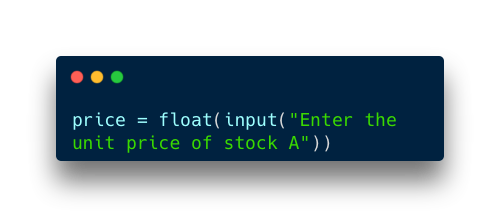 price = float(input("Enter the
unit price of stock A"))